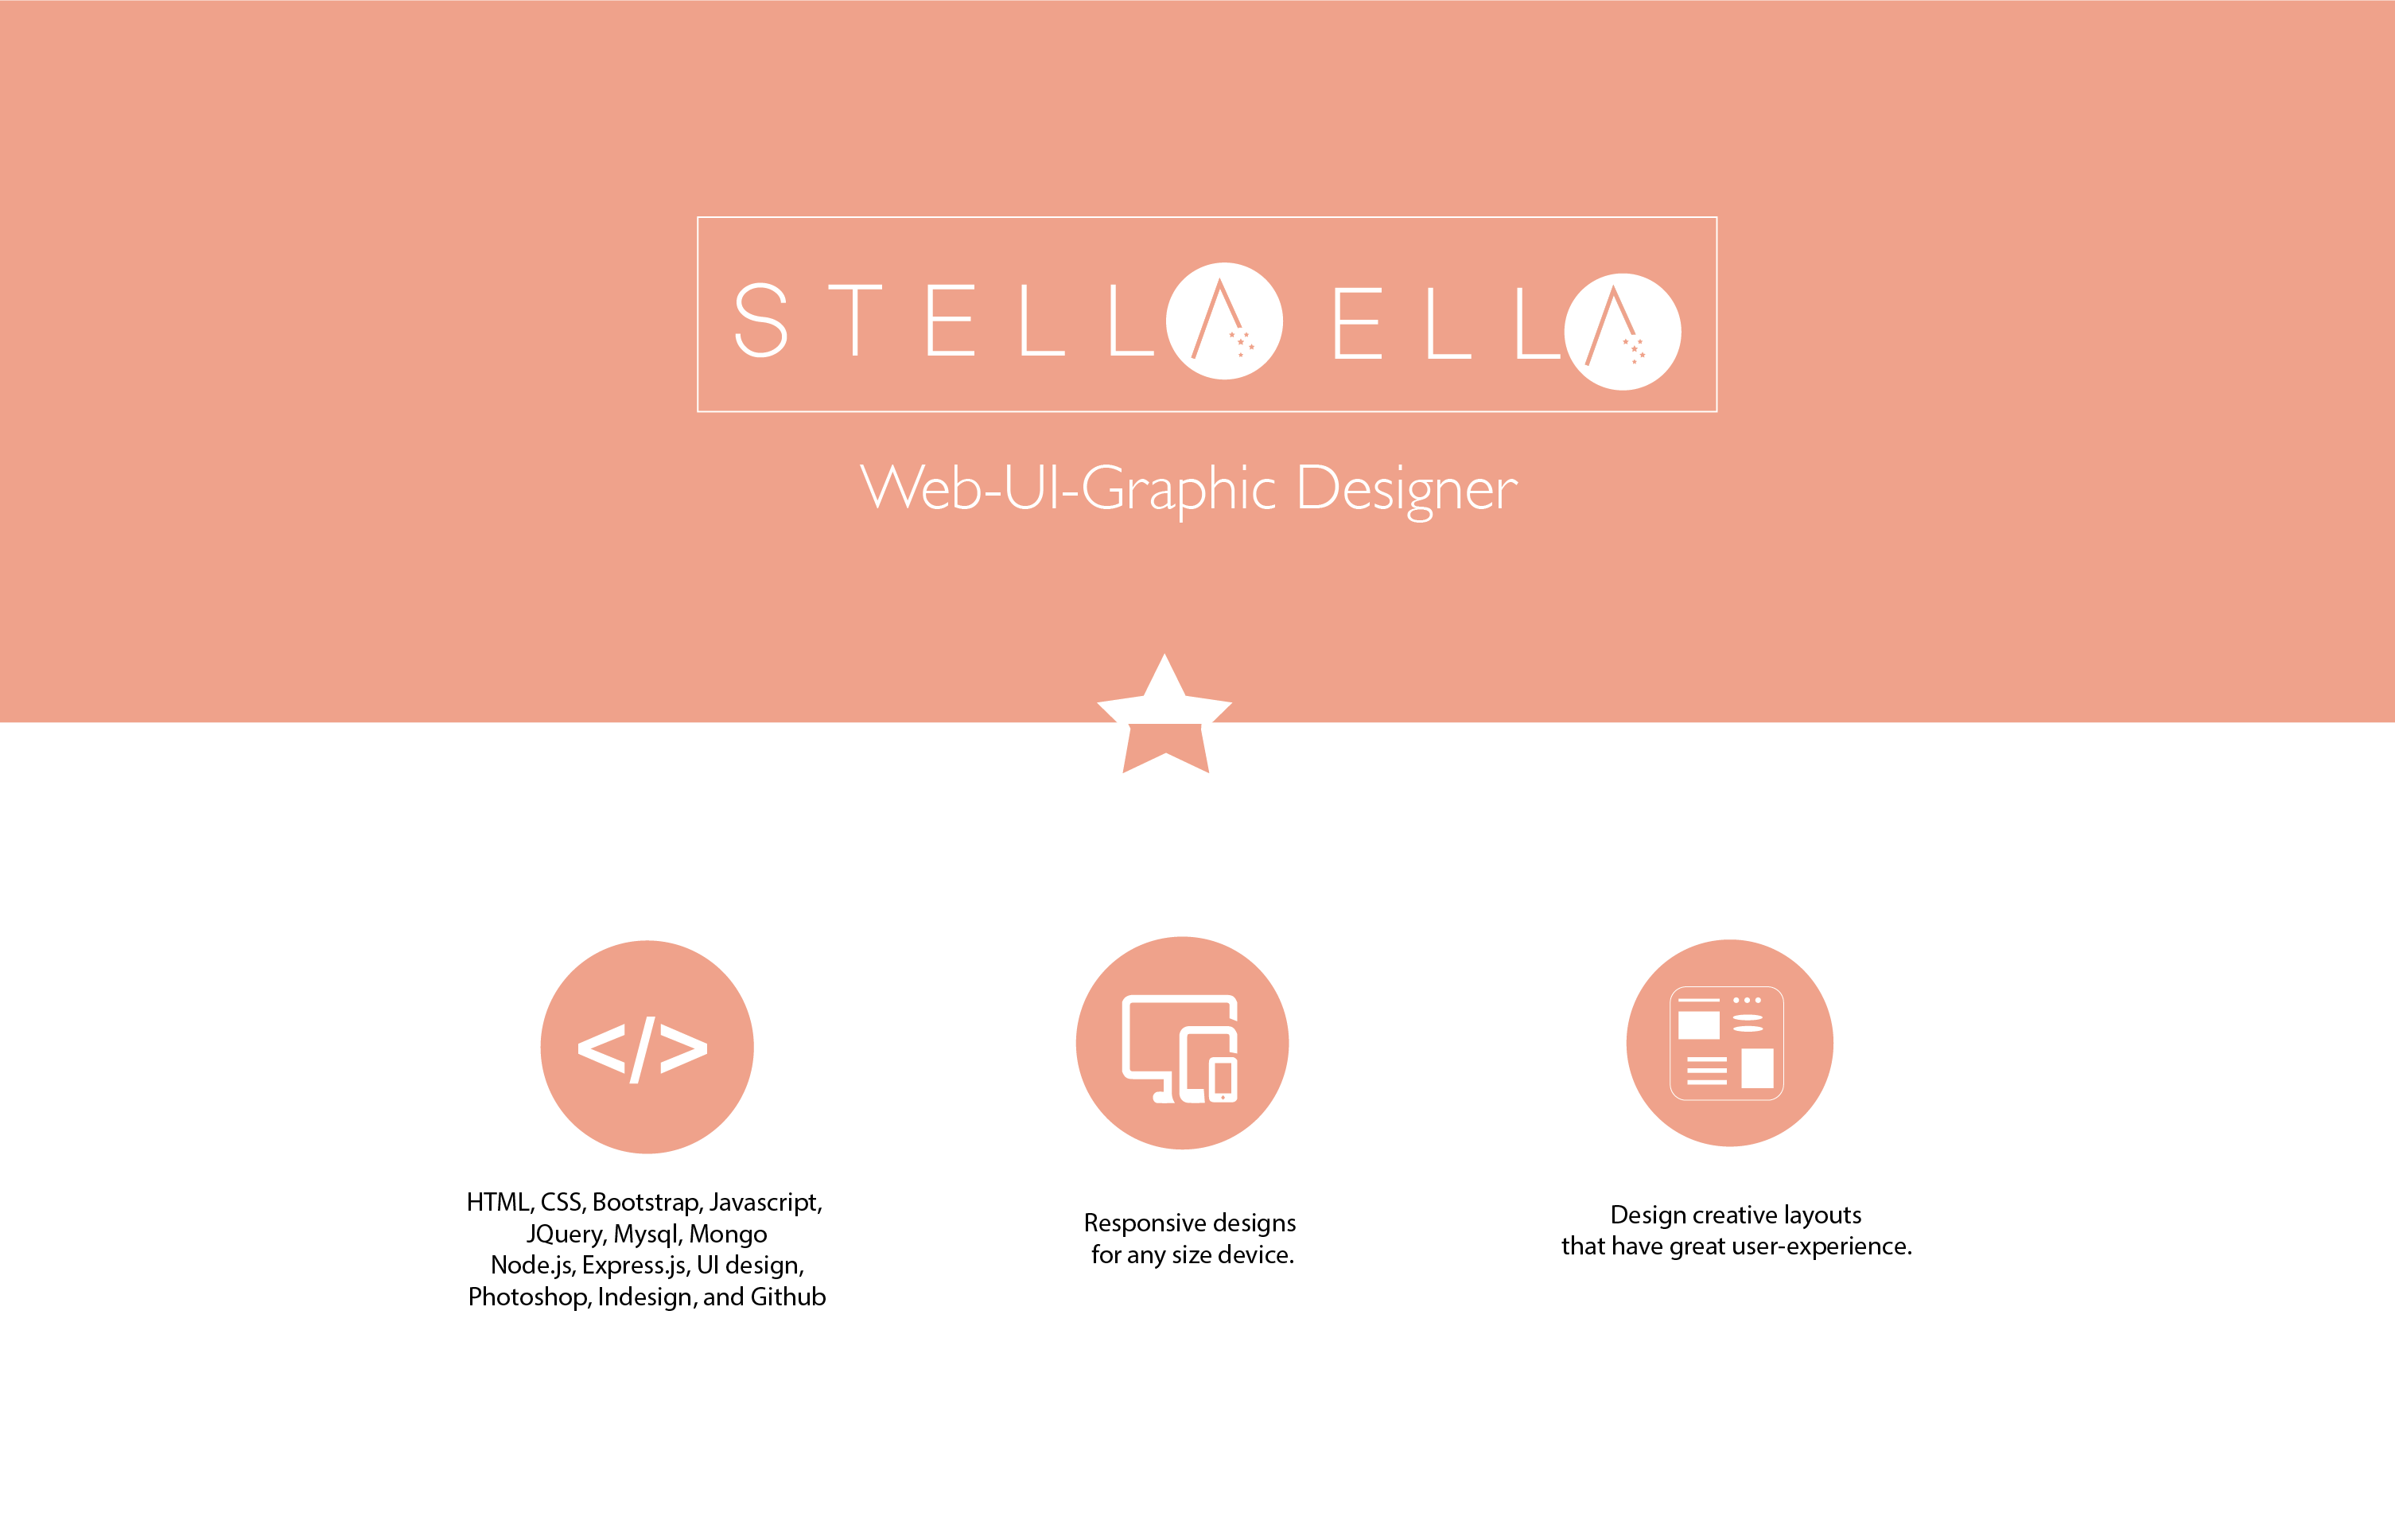 STELLA ELLA
Web-UI-Graphic Designer
</>
HTML, CSS, Bootstrap, Javascript,
JQuery, Mysql, Mongo
Node.js, Express.js, UI design,
Photoshop, Indesign, and Github
Responsive designs
for any size device.
Design creative layouts
that have great user-experience.